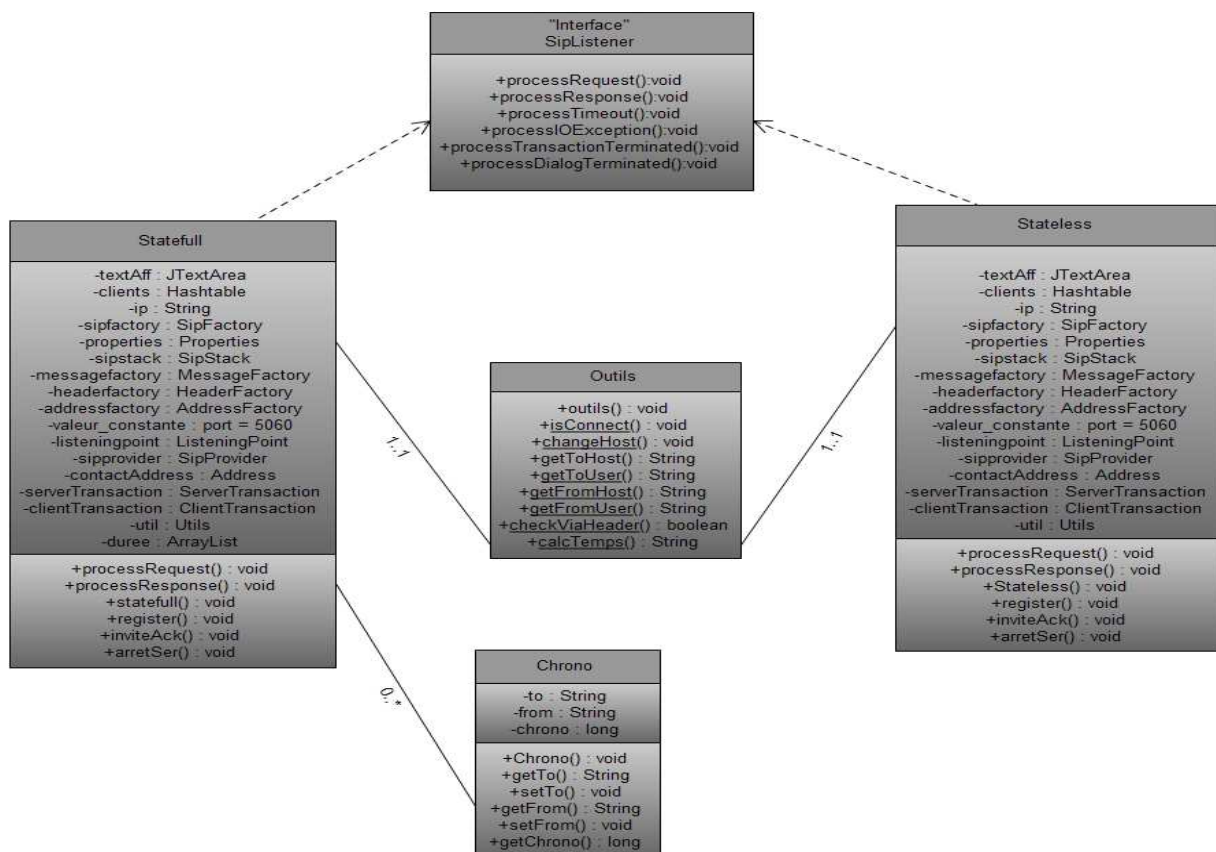 "Interface"
SipListener
+processRequest():void
+processResponse():void
+processTimeout():void
+processIOException():void
+processTransactionTerminated():void
+processDialogTerminated():void
Statefull
-textAff : JTextArea
-clients : Hashtable
-ip : String
-sipfactory : SipFactory
-properties : Properties
-sipstack : SipStack
-messagefactory : MessageFactory
-headerfactory : HeaderFactory
-addressfactory : AddressFactory
-valeur_constante : port = 5060
-listeningpoint : ListeningPoint
-sipprovider : SipProvider
-contactAddress : Address
-serverTransaction : ServerTransaction
-clientTransaction : ClientTransaction
-util : Utils
-duree : ArrayList
+processRequest() : void
+processResponse() : void
+statefull() : void
+register() : void
+inviteAck() : void
+arretSer() : void
1..1
0..*
Outils
+outils() : void
+isConnect() : void
+changeHost() : void
+getToHost() : String
+getToUser() : String
+getFromHost() : String
+getFromUser() : String
+checkViaHeader() : boolean
+calcTemps() : String
1..1
Stateless
-textAff : JTextArea
-clients : Hashtable
-ip : String
-sipfactory : SipFactory
-properties : Properties
-sipstack : SipStack
-messagefactory : MessageFactory
-headerfactory : HeaderFactory
-addressfactory : AddressFactory
-valeur_constante : port = 5060
-listeningpoint : ListeningPoint
-sipprovider : SipProvider
-contactAddress : Address
-serverTransaction : ServerTransaction
-clientTransaction : ClientTransaction
-util : Utils
+processRequest() : void
+processResponse() : void
+Stateless() : void
+register() : void
+inviteAck() : void
+arretSer() : void
Chrono
-to : String
-from : String
-chrono : long
+Chrono() : void
+getTo() : String
+setTo() : void
+getFrom() : String
+setFrom() : void
+getChrono() : long